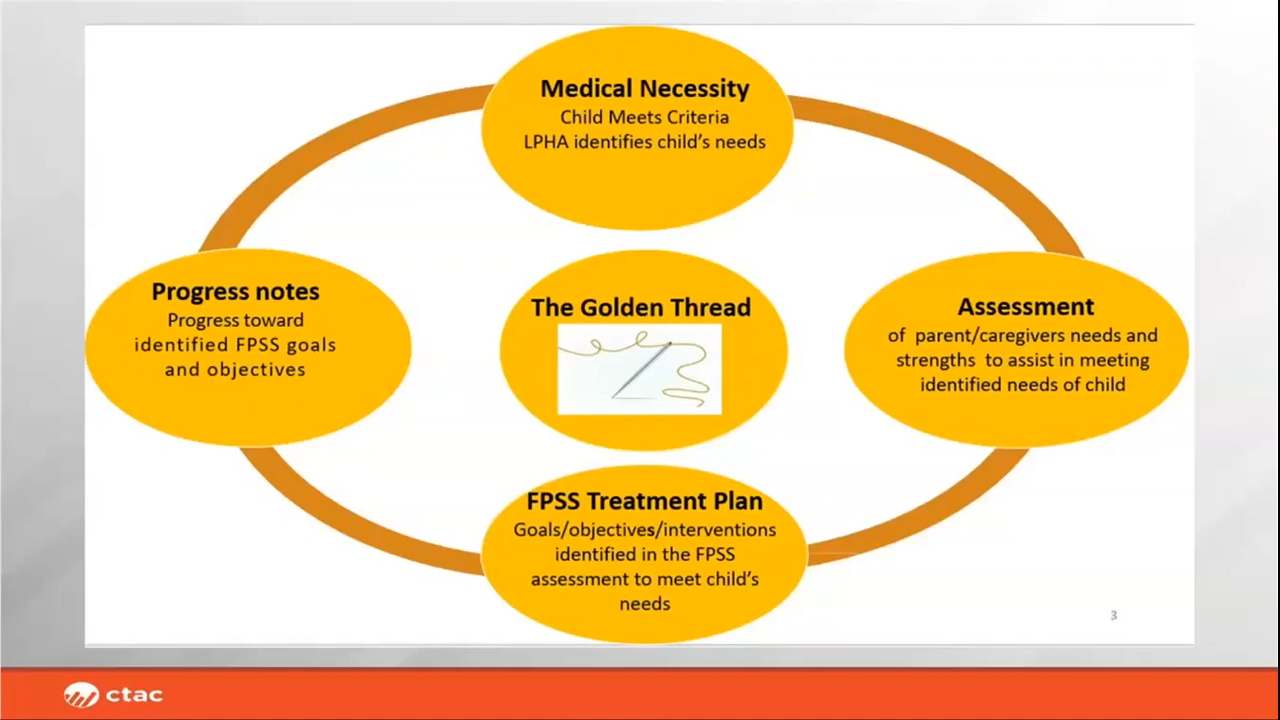 Medical Necessity
Child Meets Criteria
LPHA identifies child’s needs
Progress notes
Progress toward
identified FPSS goals
and objectives
The Golden Thread
Assessment
of parent/caregivers needs and
strengths to assist in meeting
identified needs of child
FPSS Treatment Plan
Goals/objectives/interventions
identified in the FPSS
assessment to meet child’s
needs
3
ctac